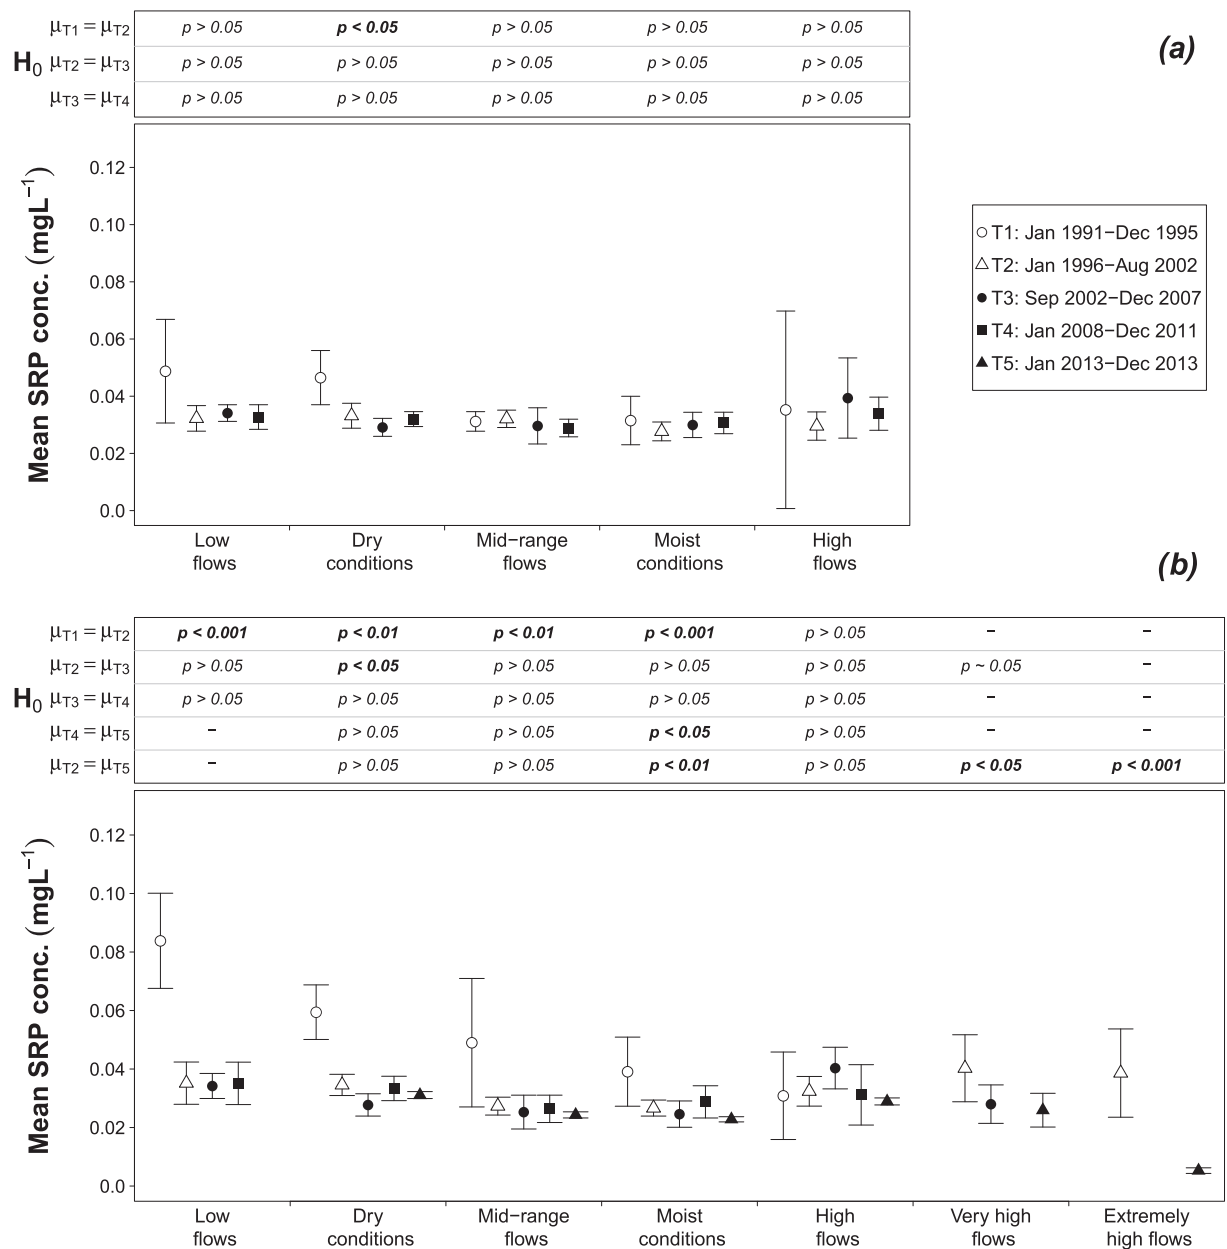 μT1 = μT2 p > 0.05 p < 0.05 p > 0.05 p > 0.05 p > 0.05
(a)
H0 μT2 = μT3 p > 0.05 p > 0.05 p > 0.05 p > 0.05 p > 0.05
μT3 = μT4 p > 0.05 p > 0.05 p > 0.05 p > 0.05 p > 0.05
Mean SRP conc. (mgL−1)
0.12
0.10
0.08
0.06
0.04
0.02
0.0
Low flows
Dry conditions
Mid−range flows
Moist conditions
High flows
T1: Jan 1991−Dec 1995
T2: Jan 1996−Aug 2002
T3: Sep 2002−Dec 2007
T4: Jan 2008−Dec 2011
T5: Jan 2013−Dec 2013
(b)
μT1 = μT2 p < 0.001 p < 0.01 p < 0.01 p < 0.001 p > 0.05 − −
μT2 = μT3 p > 0.05 p < 0.05 p > 0.05 p > 0.05 p > 0.05 p ~ 0.05 −
H0 μT3 = μT4 p > 0.05 p > 0.05 p > 0.05 p > 0.05 p > 0.05 − −
μT4 = μT5 − p > 0.05 p > 0.05 p < 0.05 p > 0.05 − −
μT2 = μT5 − p > 0.05 p > 0.05 p < 0.01 p > 0.05 p < 0.05 p < 0.001
Mean SRP conc. (mgL−1)
0.12
0.10
0.08
0.06
0.04
0.02
0.0
Low flows
Dry conditions
Mid−range flows
Moist conditions
High flows
Very high flows
Extremely high flows